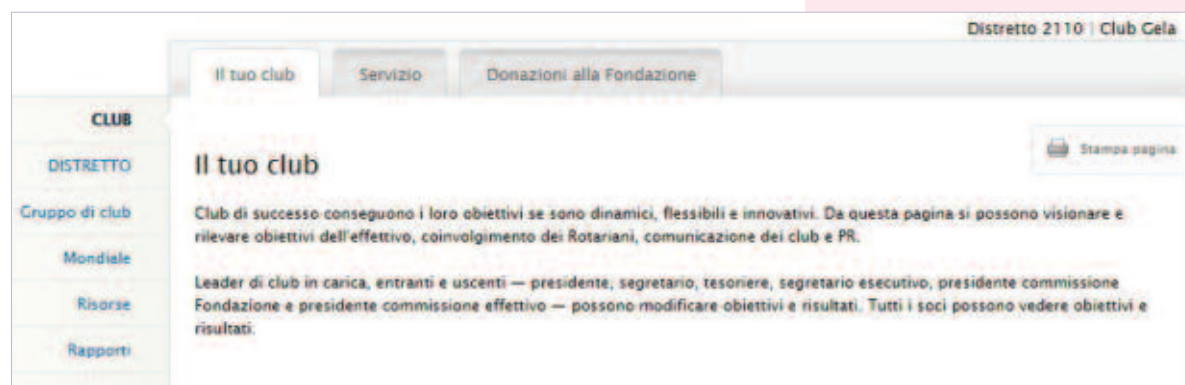 Distretto 2110 | Club Gela
Il tuo club
Servizio
Donazioni alla Fondazione
CLUB
DISTRETTO
Gruppo di club
Mondiale
Risorse
Rapporti
Stampa pagina
Il tuo club
Club di successo conseguono i loro obiettivi se sono dinamici, flessibili e innovativi. Da questa pagina si possono visionare e
rilevare obiettivi dell'effettivo, coinvolgimento dei Rotariani, comunicazione dei club e PR.
Leader di club in carica, entranti e uscenti — presidente, segretario, tesoriere, segretario esecutivo, presidente commissione
Fondazione e presidente commissione effettivo — possono modificare obiettivi e risultati. Tutti i soci possono vedere obiettivi e
risultati.